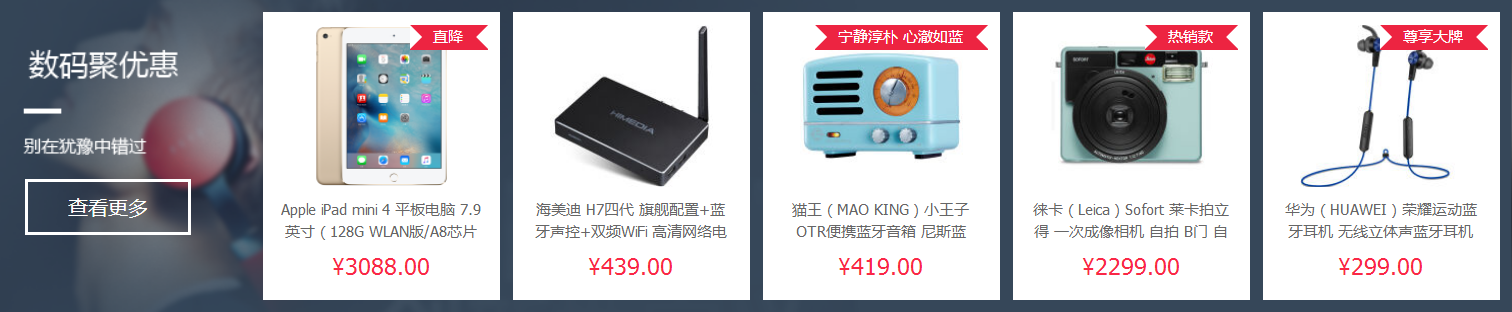 数码聚优惠
别在犹豫中错过
查看更多
直降
Apple iPad mini 4 平板电脑 7.9
英寸（128G WLAN版/A8芯片
¥3088.00
HIMEDIA
海美迪 H7四代 旗舰配置+蓝
牙声控+双频WiFi 高清网络电
¥439.00
宁静淳朴 心澈如蓝
猫王（MAO KING）小王子
OTR便携蓝牙音箱 尼斯蓝
¥419.00
热销款
SOFORT
Leica
徕卡（Leica）Sofort 莱卡拍立
得 一次成像相机 自拍 B门 自
¥2299.00
尊享大牌
华为（HUAWEI）荣耀运动蓝
牙耳机 无线立体声蓝牙耳机
¥299.00